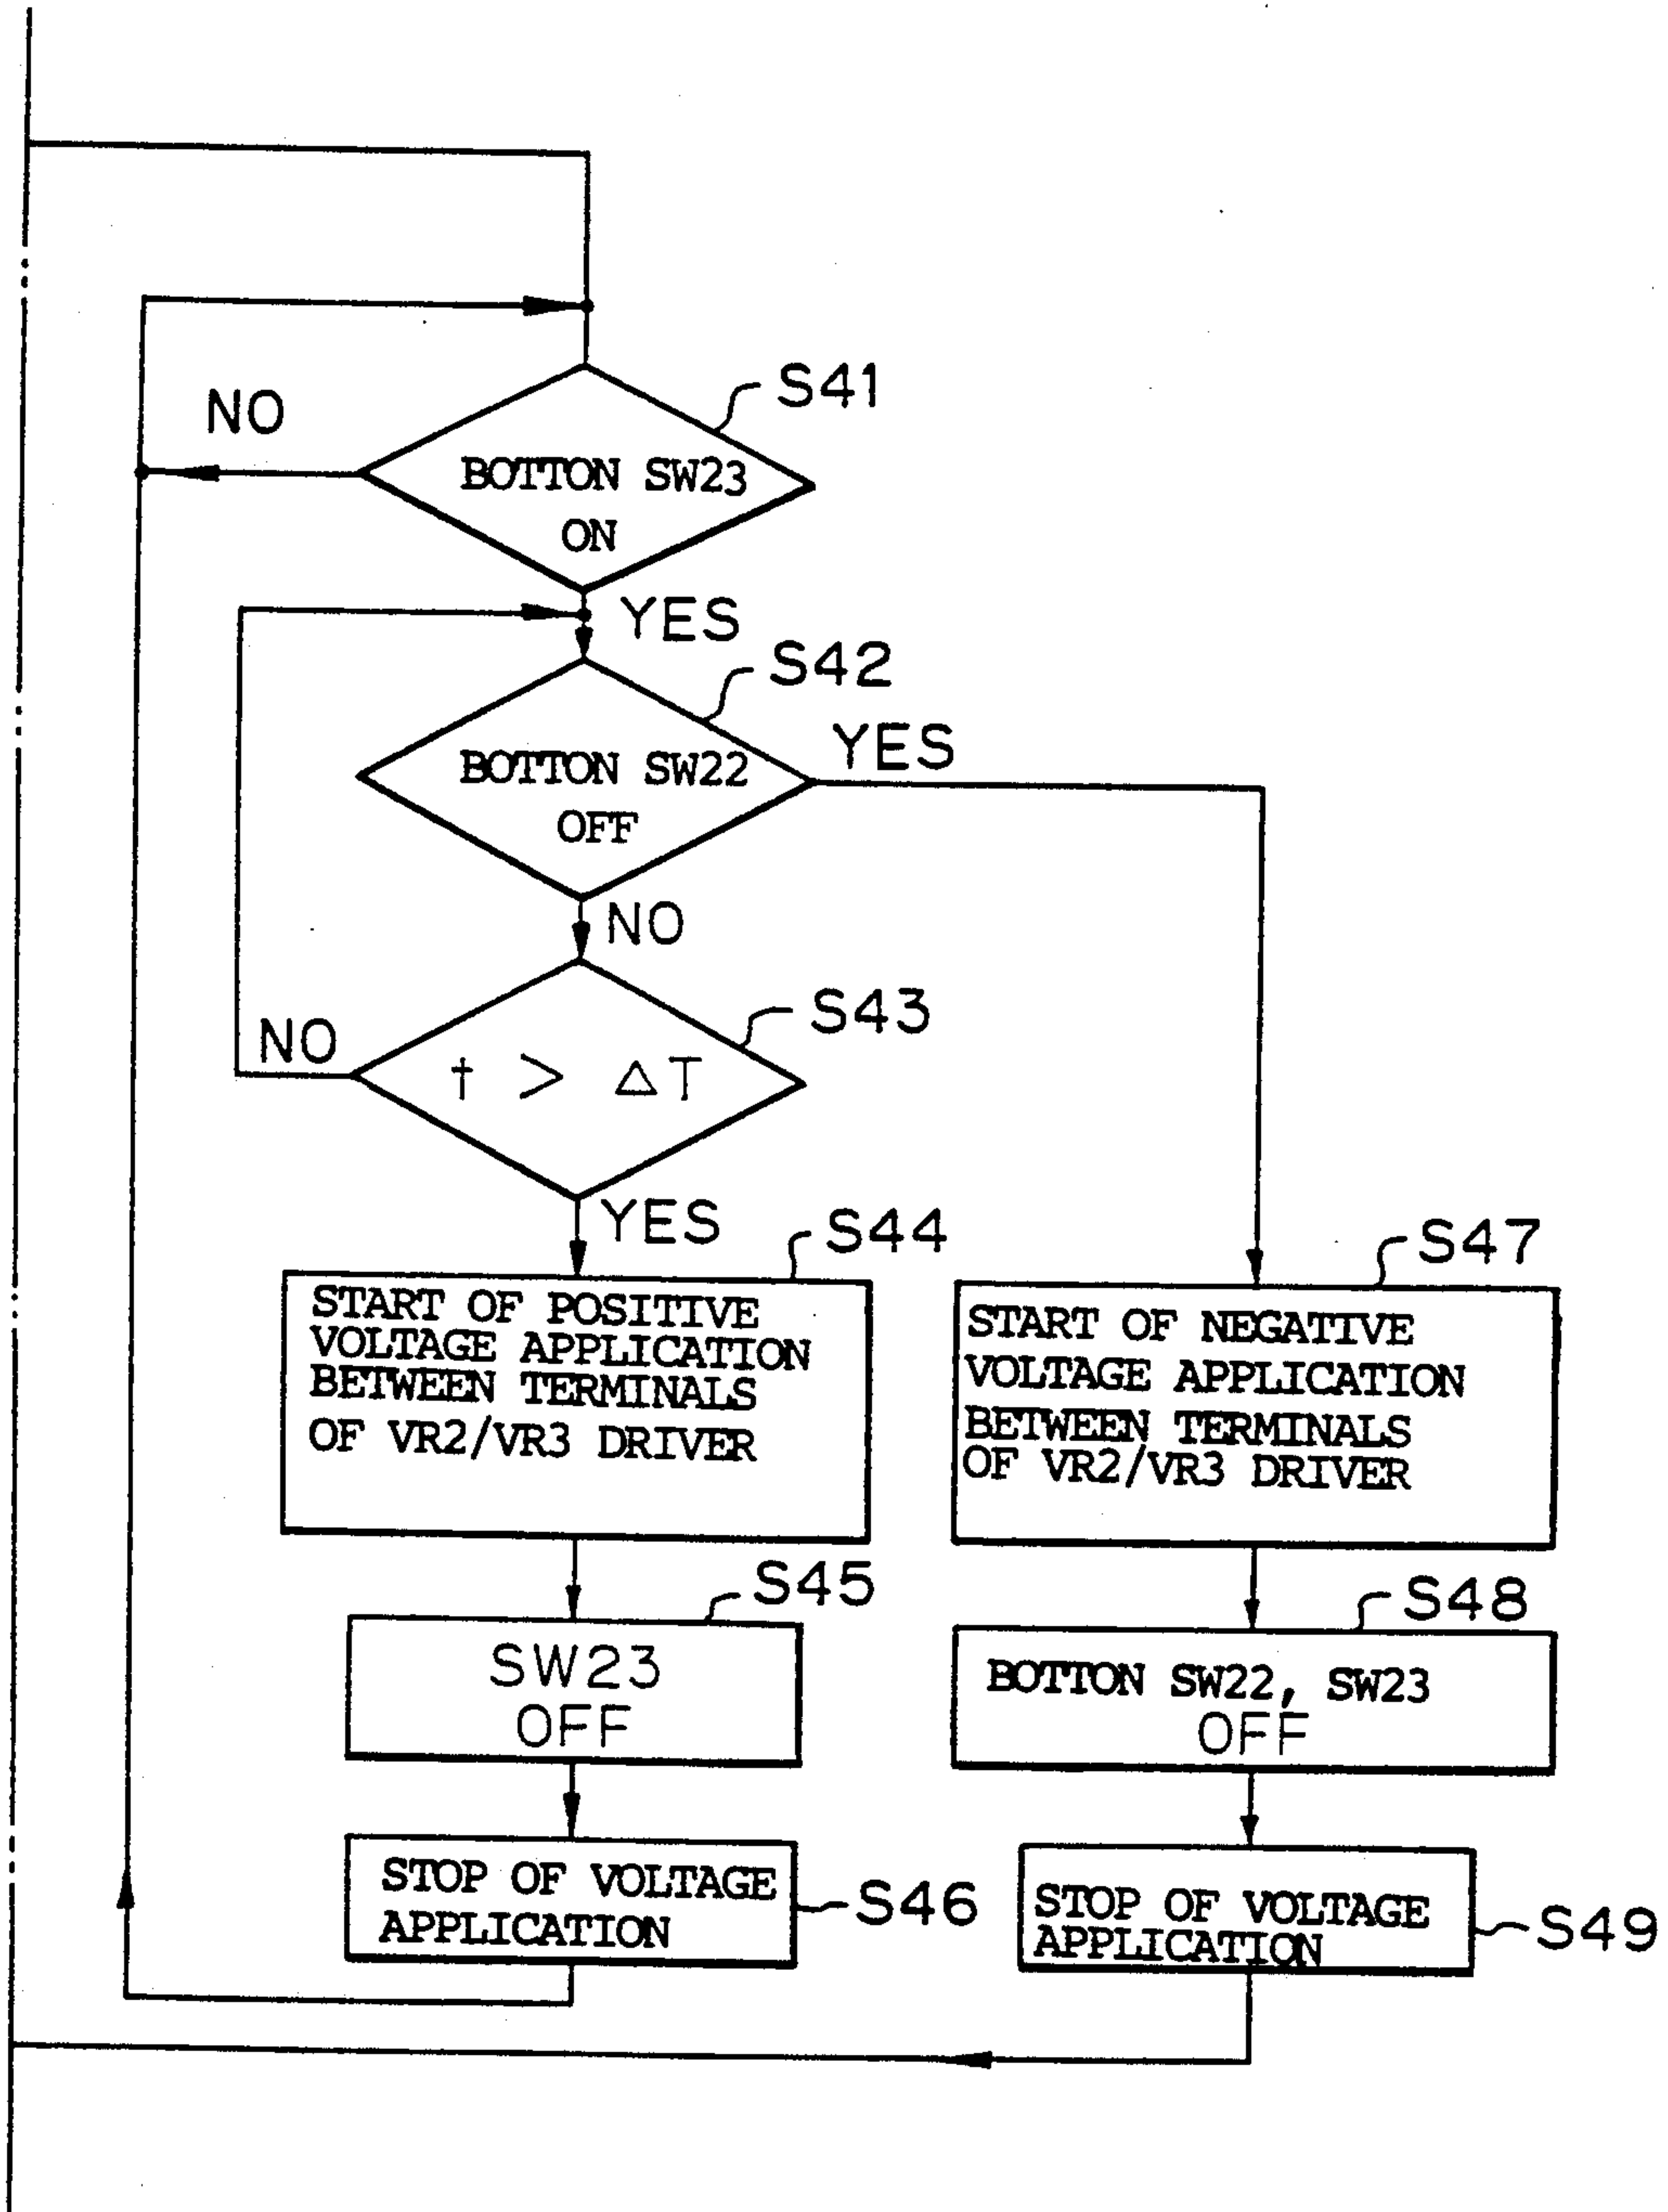 S41
NO
BOTTON SW23
ON
YES
S42
YES
BOTTON SW22
OFF
NO
S43
NO
t > ΔT
YES
S44
START OF POSITIVE
VOLTAGE APPLICATION
BETWEEN TERMINALS
OF VR2/VR3 DRIVER
S47
START OF NEGATIVE
VOLTAGE APPLICATION
BETWEEN TERMINALS
OF VR2/VR3 DRIVER
S45
SW23
OFF
S48
BOTTON SW22, SW23
OFF
STOP OF VOLTAGE
APPLICATION
S46
STOP OF VOLTAGE
APPLICATION
S49